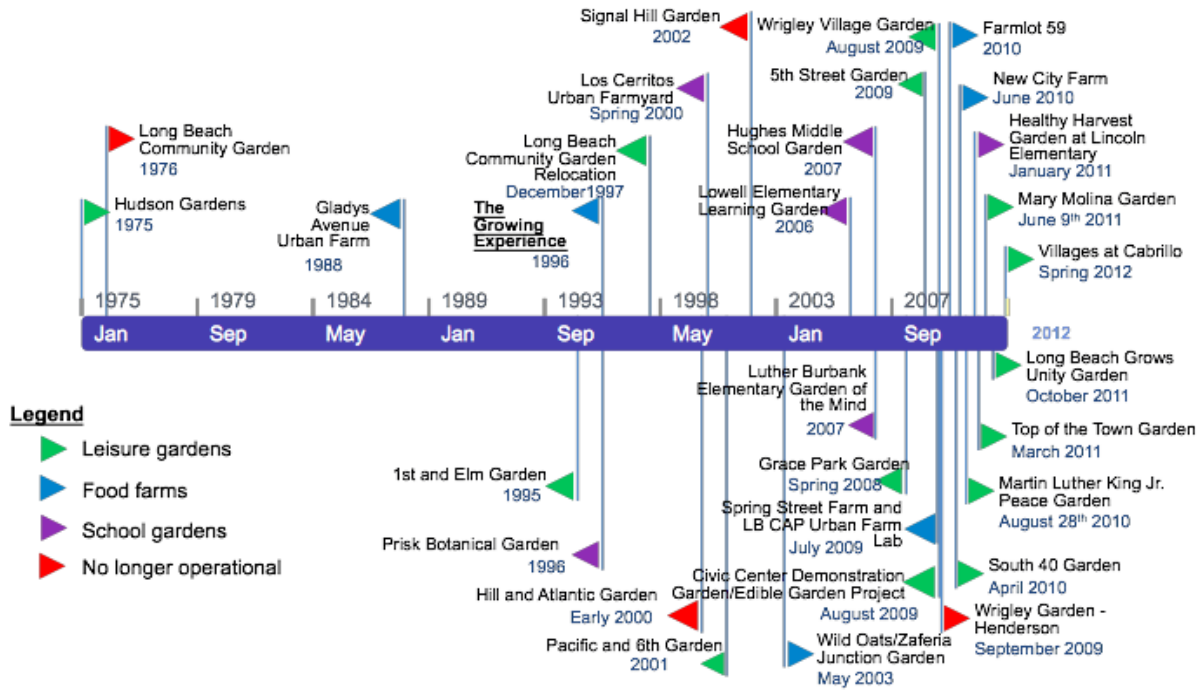 Signal Hill Garden
2002
Wrigley Village Garden
August 2009
Farmlot 59
2010
Los Cerritos
Urban Farmyard
Spring 2000
5th Street Garden
2009
New City Farm
June 2010
Long Beach
Community Garden
1976
Long Beach
Community Garden
Relocation
December1997
Hughes Middle
School Garden
2007
Healthy Harvest
Garden at Lincoln
Elementary
January 2011
Hudson Gardens
1975
Gladys
Avenue
Urban Farm
1988
The
Growing
Experience
1996
Lowell Elementary
Learning Garden
2006
Mary Molina Garden
June 9th 2011
Villages at Cabrillo
Spring 2012
1975 1979 1984 1989 1993 1998 2003 2007
Jan Sep May Jan Sep May Jan Sep 2012
Luther Burbank
Elementary Garden of
the Mind
2007
Long Beach Grows
Unity Garden
October 2011
Legend
Leisure gardens
Food farms
School gardens
No longer operational
Top of the Town Garden
March 2011
1st and Elm Garden
1995
Grace Park Garden
Spring 2008
Martin Luther King Jr.
Peace Garden
August 28th 2010
Spring Street Farm and
LB CAP Urban Farm
Lab
July 2009
Prisk Botanical Garden
1996
South 40 Garden
April 2010
Civic Center Demonstration
Garden/Edible Garden Project
August 2009
Hill and Atlantic Garden
Early 2000
Wrigley Garden -
Henderson
September 2009
Pacific and 6th Garden
2001
Wild Oats/Zaferia
Junction Garden
May 2003